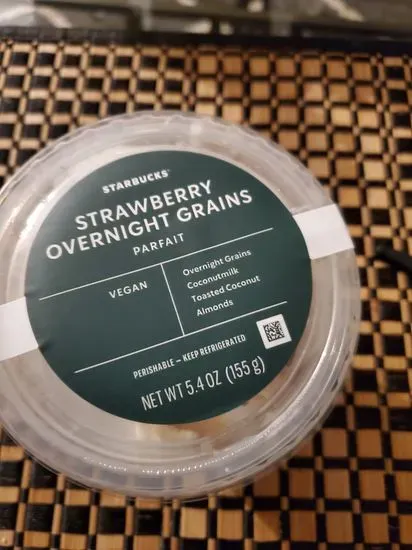 STARBUCKS
STRAWBERRY
OVERNIGHT GRAINS
PARFAIT
VEGAN
Overnight Grains
Coconutmilk
Toasted Coconut
Almonds
PERISHABLE – KEEP REFRIGERATED
NET WT 5.4 OZ (155 g)